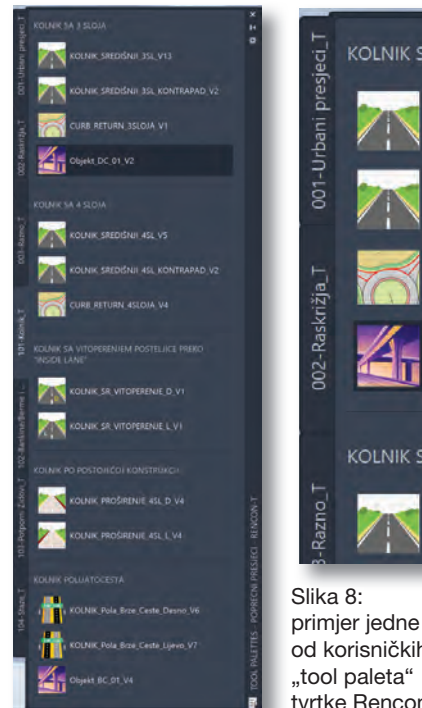 KOLNIK SA 3 SLOJA
KOLNIK_SREDIŠNJI_3SL_V13
KOLNIK_SREDIŠNJI_3SL_KONTRAPAD_V2
CURB_RETURN_3SLOJA_V1
Objekt_DC_01_V2
KOLNIK SA 4 SLOJA
KOLNIK_SREDIŠNJI_4SL_V5
KOLNIK_SREDIŠNJI_4SL_KONTRAPAD_V2
CURB_RETURN_4SLOJA_V4
KOLNIK SA VITOPERENJEM POSTELJICE PREKO
"INSIDE LANE"
KOLNIK_SR_VITOPERENJE_D_V1
KOLNIK_SR_VITOPERENJE_L_V1
KOLNIK PO POSTOJEĆOJ KONSTRUKCIJI
KOLNIK_PROŠIRENJE_4SL_D_V4
KOLNIK_PROŠIRENJE_4SL_L_V4
KOLNIK POLUATOCESTA
KOLNIK_Pola_Brze_Ceste_Desno_V6
KOLNIK_Pola_Brze_Ceste_Lijevo_V7
Objekt_BC_01_V4
001-Urbani presjeci_T
002-Raskrižja_T
003-Razno_T
101-Kolnik_T
102-Bankine/Berme i ...
103-Potporni Zidovi_T
104-Staze_T
TOOL PALETTES - POPREČNI PRESJECI - RENCON-T
KOLNIK S
KOLNIK S
001-Urbani presjeci_T
002-Raskrižja_T
3-Razno_T
Slika 8:
primjer jedne
od korisničkih
„tool paleta“
tvrtke Rencon